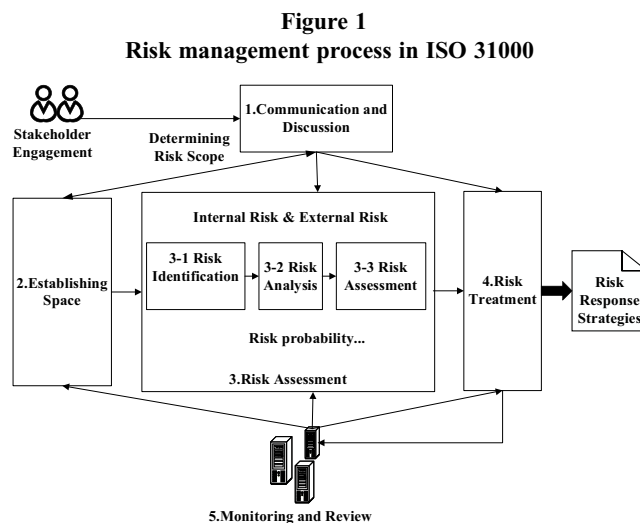 Figure 1
Risk management process in ISO 31000
Stakeholder
Engagement
1.Communication and
Discussion
Determining
Risk Scope
2.Establishing
Space
Internal Risk & External Risk
3-1 Risk
Identification
3-2 Risk
Analysis
3-3 Risk
Assessment
Risk probability...
3.Risk Assessment
4.Risk
Treatment
Risk
Response
Strategies
5.Monitoring and Review